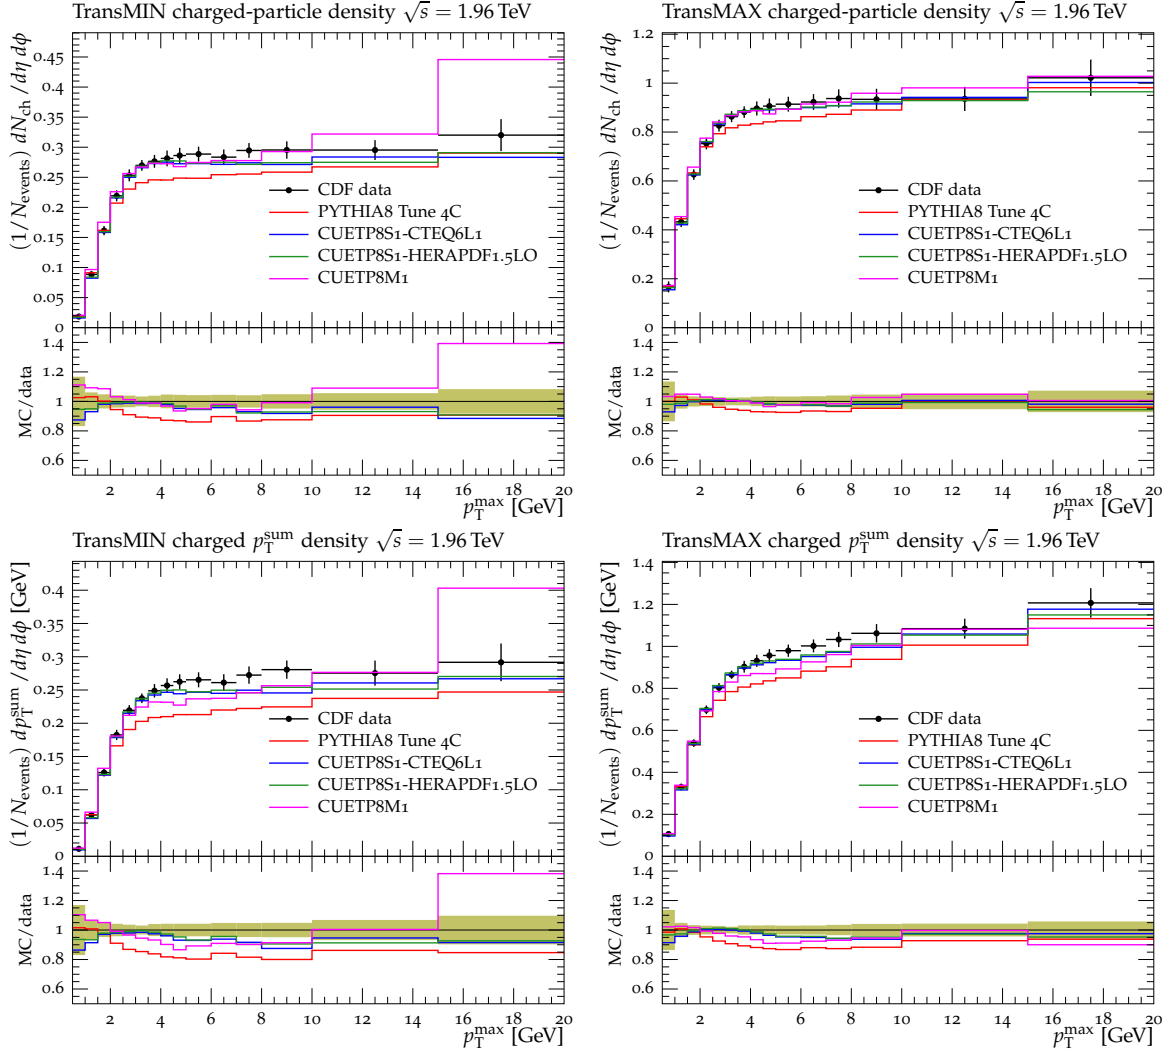 TransMIN charged-particle density √s = 1.96 TeV
(1/N_events) dN_ch / dη dϕ
0.45
0.4
0.35
0.3
0.25
0.2
0.15
0.1
0.05
0
CDF data
PYTHIA8 Tune 4C
CUETP8S1-CTEQ6L1
CUETP8S1-HERAPDF1.5LO
CUETP8M1
MC/data
1.4
1.2
1
0.8
0.6
2 4 6 8 10 12 14 16 18 20
p_T^max [GeV]
TransMAX charged-particle density √s = 1.96 TeV
(1/N_events) dN_ch / dη dϕ
1.2
1
0.8
0.6
0.4
0.2
0
CDF data
PYTHIA8 Tune 4C
CUETP8S1-CTEQ6L1
CUETP8S1-HERAPDF1.5LO
CUETP8M1
MC/data
1.4
1.2
1
0.8
0.6
2 4 6 8 10 12 14 16 18 20
p_T^max [GeV]
TransMIN charged p_T^sum density √s = 1.96 TeV
(1/N_events) dp_T^sum / dη dϕ [GeV]
0.4
0.3
0.25
0.2
0.15
0.1
0.05
0
CDF data
PYTHIA8 Tune 4C
CUETP8S1-CTEQ6L1
CUETP8S1-HERAPDF1.5LO
CUETP8M1
MC/data
1.4
1.2
1
0.8
0.6
2 4 6 8 10 12 14 16 18 20
p_T^max [GeV]
TransMAX charged p_T^sum density √s = 1.96 TeV
(1/N_events) dp_T^sum / dη dϕ [GeV]
1.4
1.2
1
0.8
0.6
0.4
0.2
0
CDF data
PYTHIA8 Tune 4C
CUETP8S1-CTEQ6L1
CUETP8S1-HERAPDF1.5LO
CUETP8M1
MC/data
1.4
1.2
1
0.8
0.6
2 4 6 8 10 12 14 16 18 20
p_T^max [GeV]